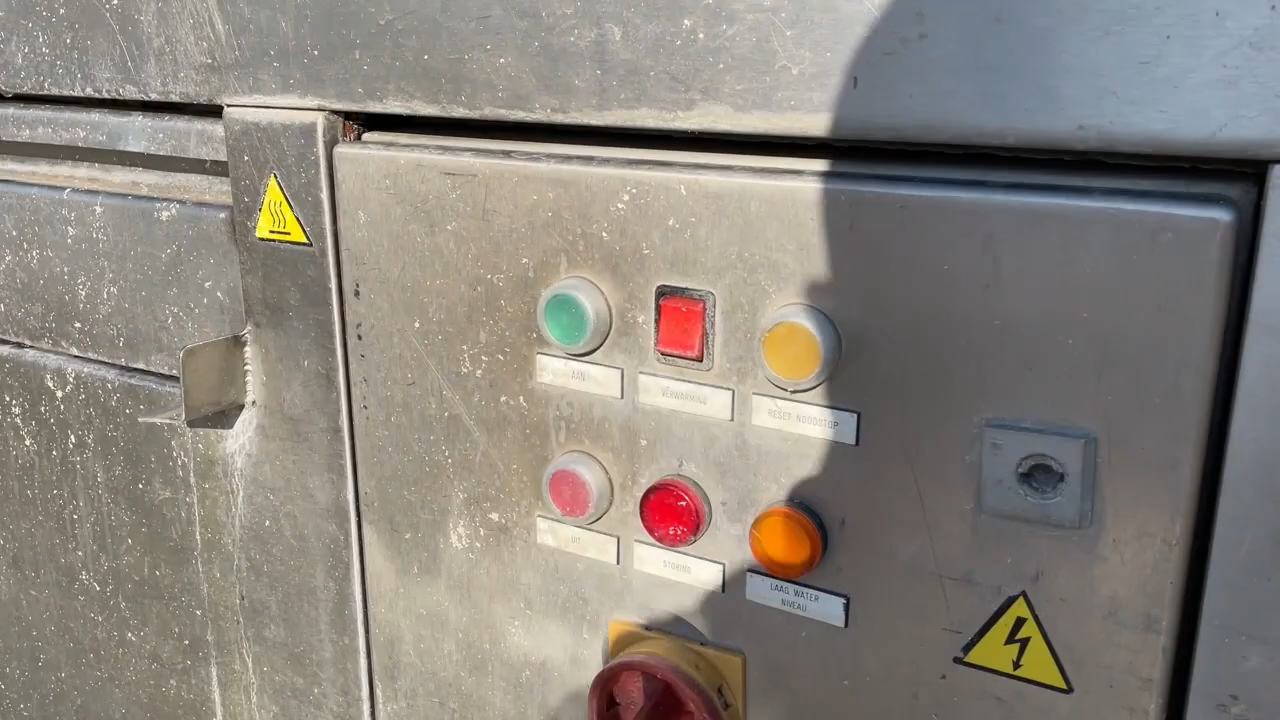 AAN
VERWARMING
RESET NOODSTOP
UIT
STORING
LAAG WATER
NIVEAU